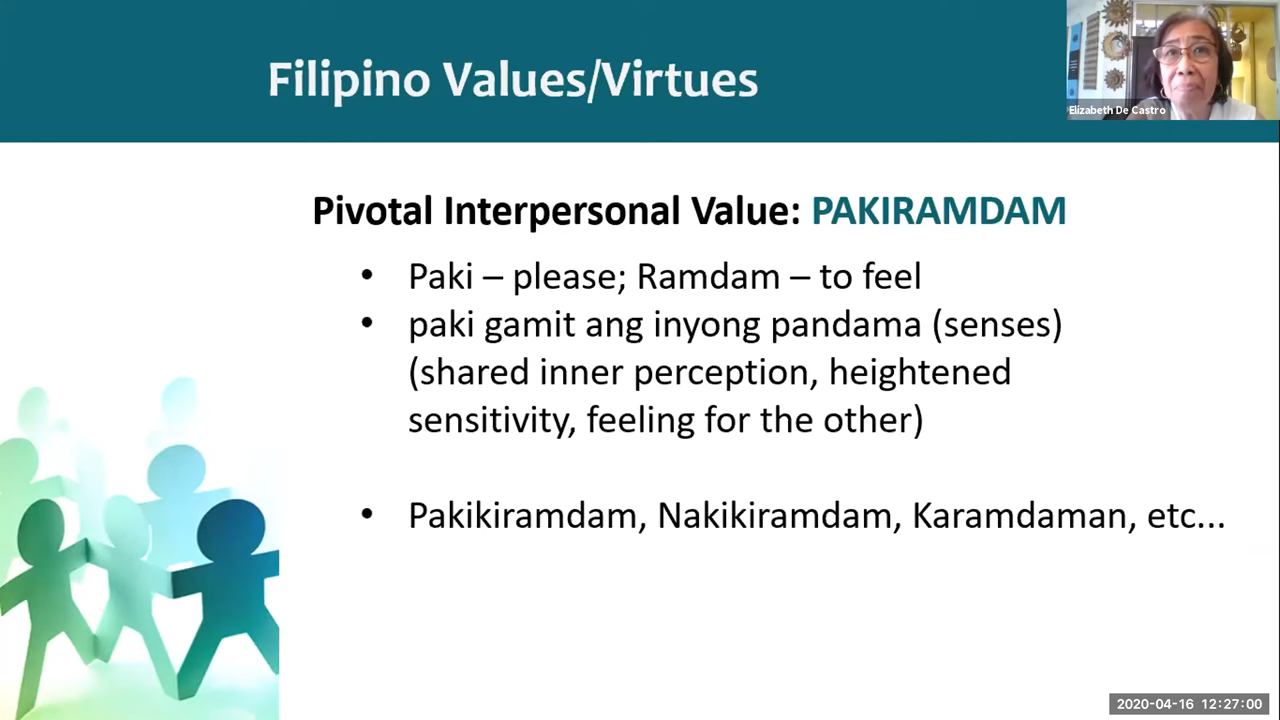 Filipino Values/Virtues
Elizabeth De Castro
Pivotal Interpersonal Value: PAKIRAMDAM
• Paki – please; Ramdam – to feel
• paki gamit ang inyong pandama (senses)
(shared inner perception, heightened
sensitivity, feeling for the other)
• Pakikiramdam, Nakikiramdam, Karamdaman, etc...
2020-04-16 12:27:00